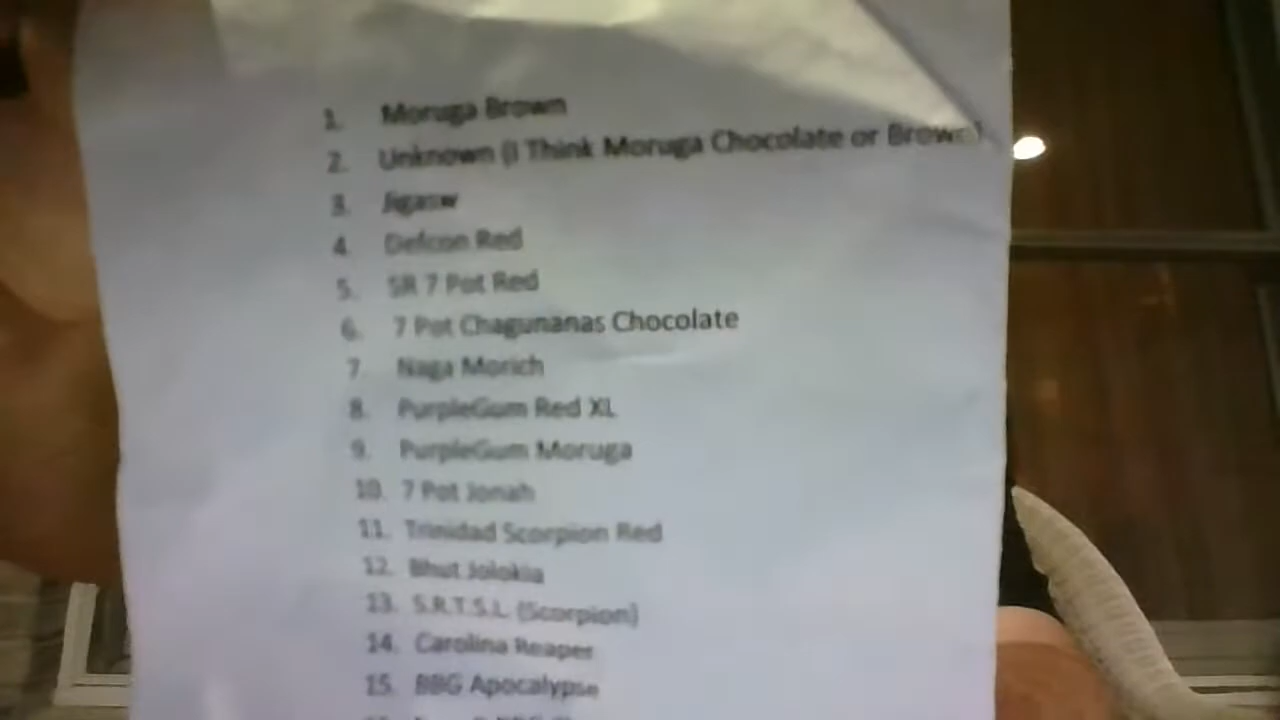 1. Moruga Brown
2. Unknown (I Think Moruga Chocolate or Brown)
3. Jigasw
4. Defcon Red
5. SR 7 Pot Red
6. 7 Pot Chagunanas Chocolate
7. Naga Morich
8. PurpleGum Red XL
9. PurpleGum Moruga
10. 7 Pot Jonah
11. Trinidad Scorpion Red
12. Bhut Jolokia
13. S.R.T.S.L (Scorpion)
14. Carolina Reaper
15. BBG Apocalypse